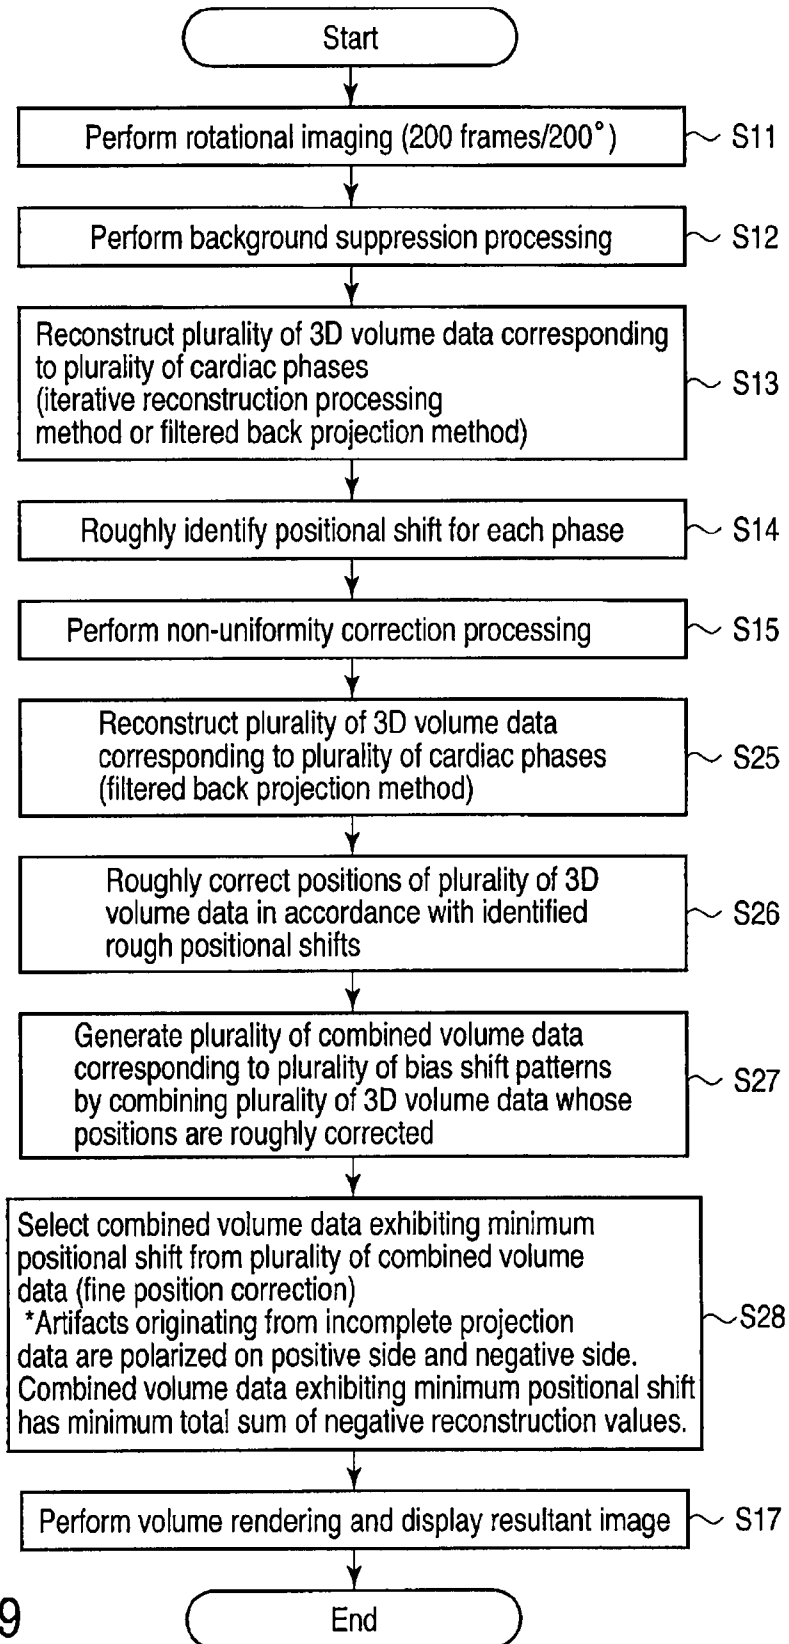 Start
Perform rotational imaging (200 frames/200°)
S11
Perform background suppression processing
S12
Reconstruct plurality of 3D volume data corresponding
to plurality of cardiac phases
(iterative reconstruction processing
method or filtered back projection method)
S13
Roughly identify positional shift for each phase
S14
Perform non-uniformity correction processing
S15
Reconstruct plurality of 3D volume data
corresponding to plurality of cardiac phases
(filtered back projection method)
S25
Roughly correct positions of plurality of 3D
volume data in accordance with identified
rough positional shifts
S26
Generate plurality of combined volume data
corresponding to plurality of bias shift patterns
by combining plurality of 3D volume data whose
positions are roughly corrected
S27
Select combined volume data exhibiting minimum
positional shift from plurality of combined volume
data (fine position correction)
*Artifacts originating from incomplete projection
data are polarized on positive side and negative side.
Combined volume data exhibiting minimum positional shift
has minimum total sum of negative reconstruction values.
S28
Perform volume rendering and display resultant image
S17
End
9